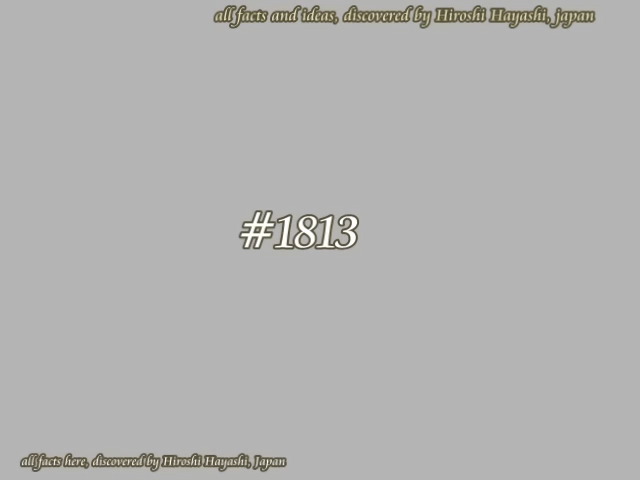 all facts and ideas, discovered by Hiroshi Hayashi, japan
#1813
all facts here, discovered by Hiroshi Hayashi, Japan